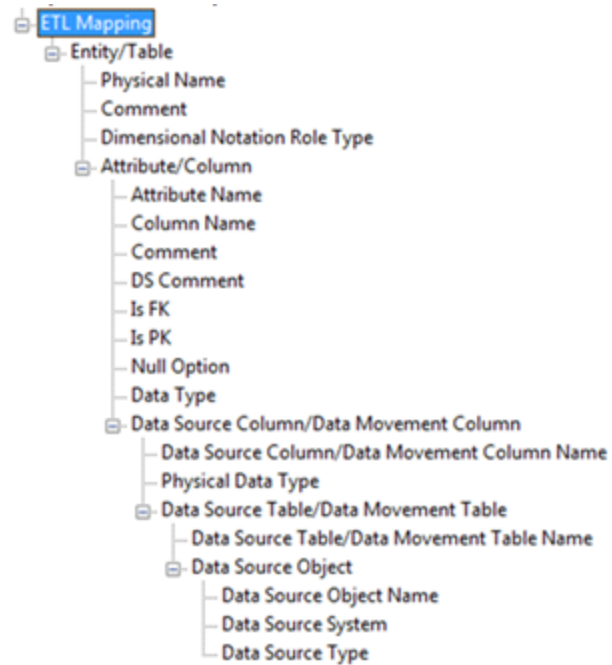 ETL Mapping
Entity/Table
Physical Name
Comment
Dimensional Notation Role Type
Attribute/Column
Attribute Name
Column Name
Comment
DS Comment
Is FK
Is PK
Null Option
Data Type
Data Source Column/Data Movement Column
Data Source Column/Data Movement Column Name
Physical Data Type
Data Source Table/Data Movement Table
Data Source Table/Data Movement Table Name
Data Source Object
Data Source Object Name
Data Source System
Data Source Type